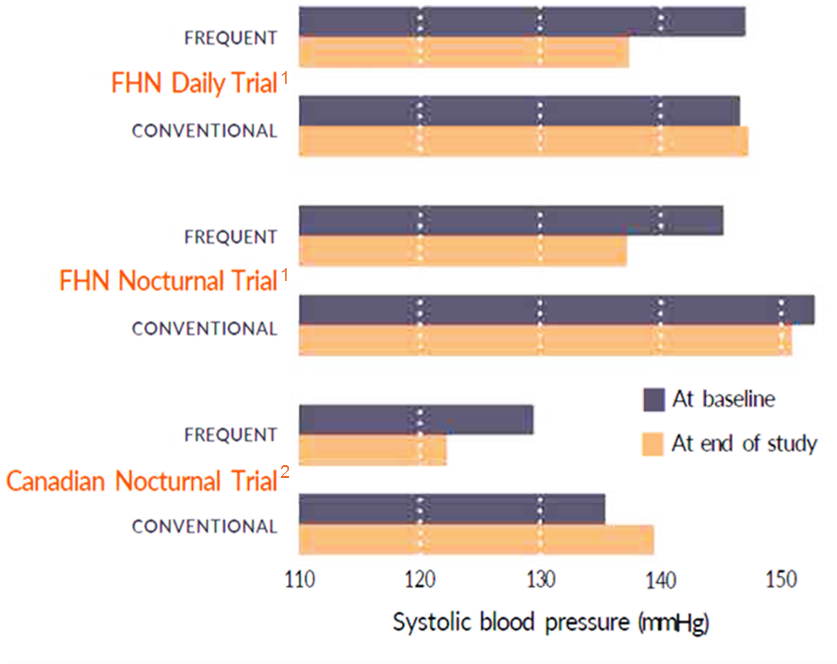 FREQUENT
FHN Daily Trial¹
CONVENTIONAL
FREQUENT
FHN Nocturnal Trial¹
CONVENTIONAL
At baseline
FREQUENT
At end of study
Canadian Nocturnal Trial²
CONVENTIONAL
110 120 130 140 150
Systolic blood pressure (mmHg)